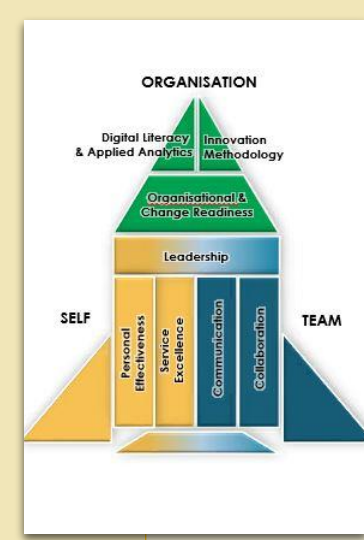 ORGANISATION
Digital Literacy
& Applied Analytics
Innovation
Methodology
Organisational &
Change Readiness
Leadership
SELF
Personal
Effectiveness
Service
Excellence
Communication
Collaboration
TEAM